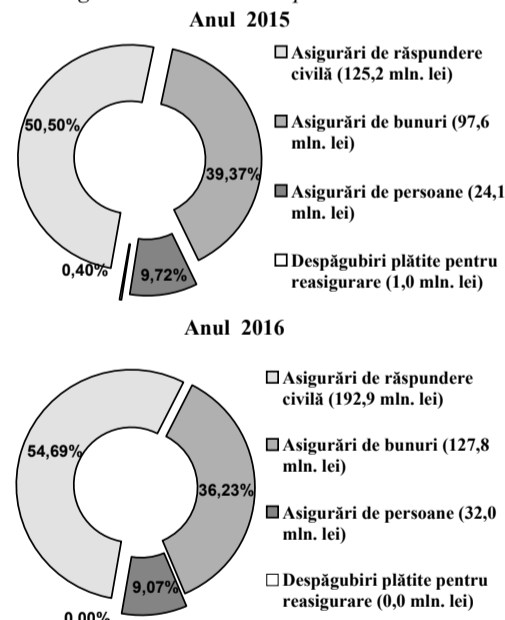 Anul 2015
Asigurări de răspundere
civilă (125,2 mln. lei)
50,50%
Asigurări de bunuri (97,6
mln. lei)
39,37%
Asigurări de persoane (24,1
mln. lei)
0,40%
9,72%
Despăgubiri plătite pentru
reasigurare (1,0 mln. lei)
Anul 2016
Asigurări de răspundere
civilă (192,9 mln. lei)
54,69%
Asigurări de bunuri (127,8
mln. lei)
36,23%
Asigurări de persoane (32,0
mln. lei)
9,07%
Despăgubiri plătite pentru
reasigurare (0,0 mln. lei)
0,00%